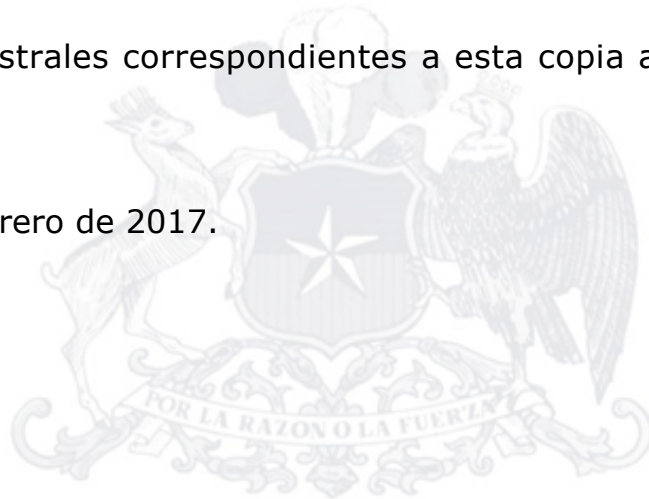 strales correspondientes a esta copia a
rero de 2017.
POR LA RAZON O LA FUERZA